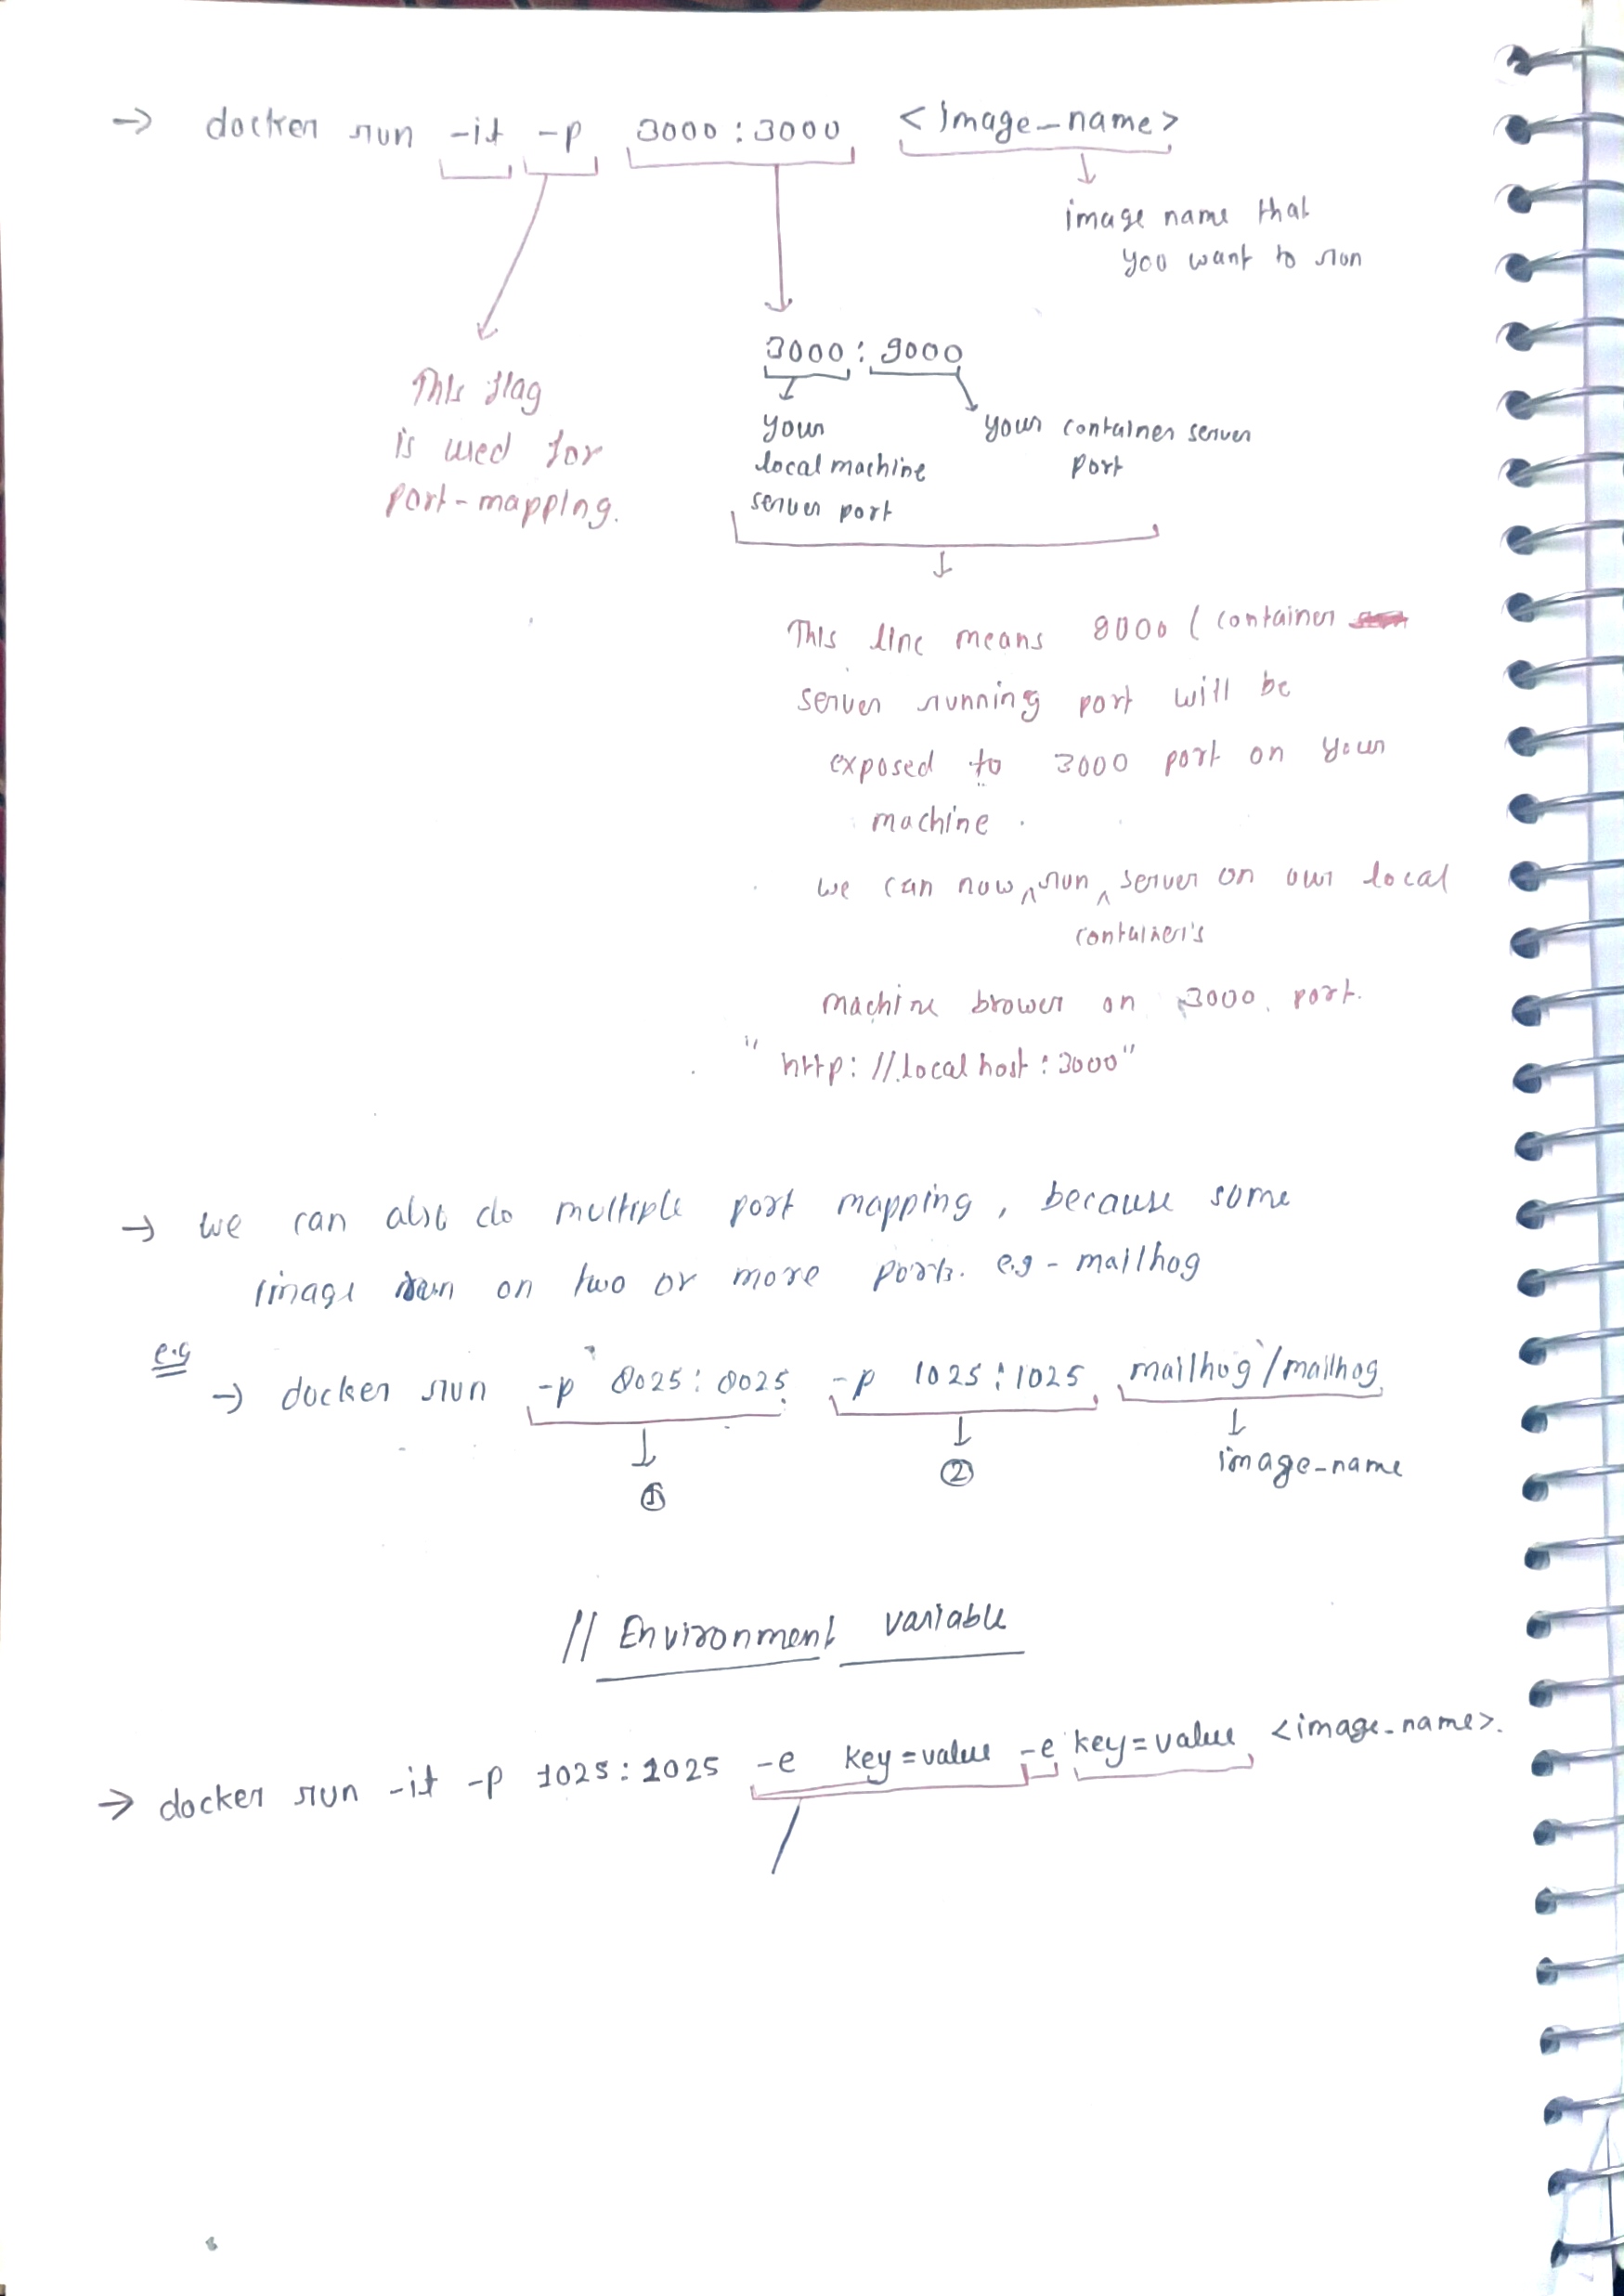 → docker run -it -p 3000:3000 <image_name>
image name that
you want to run
This flag
is used for
port-mapping.
3000 : 9000
your
local machine
server port
your container server
port
This line means 9000 ( container
server running port will be
exposed to 3000 port on your
machine.
we can now run server on our local
container's
machine brower on 3000. port.
"http://localhost:3000"
→ we can also do multiple port mapping, because some
image run on two or more ports. e.g - mailhog
e.g
→ docker run -p 8025:8025 -p 1025:1025 mailhog/mailhog
①
②
image-name
// Environment variable
→ docker run -it -p 1025:1025 -e key=value -e key=value <image-name>.